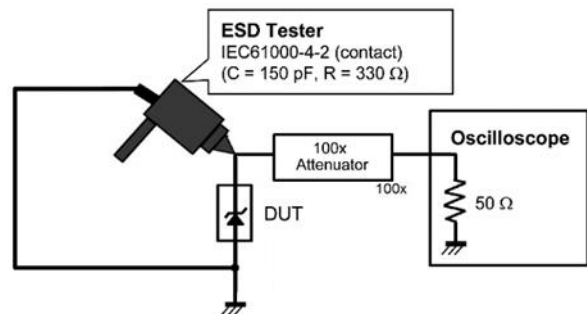 ESD Tester
IEC61000-4-2 (contact)
(C = 150 pF, R = 330 Ω)
100x
Attenuator
100x
Oscilloscope
50 Ω
DUT